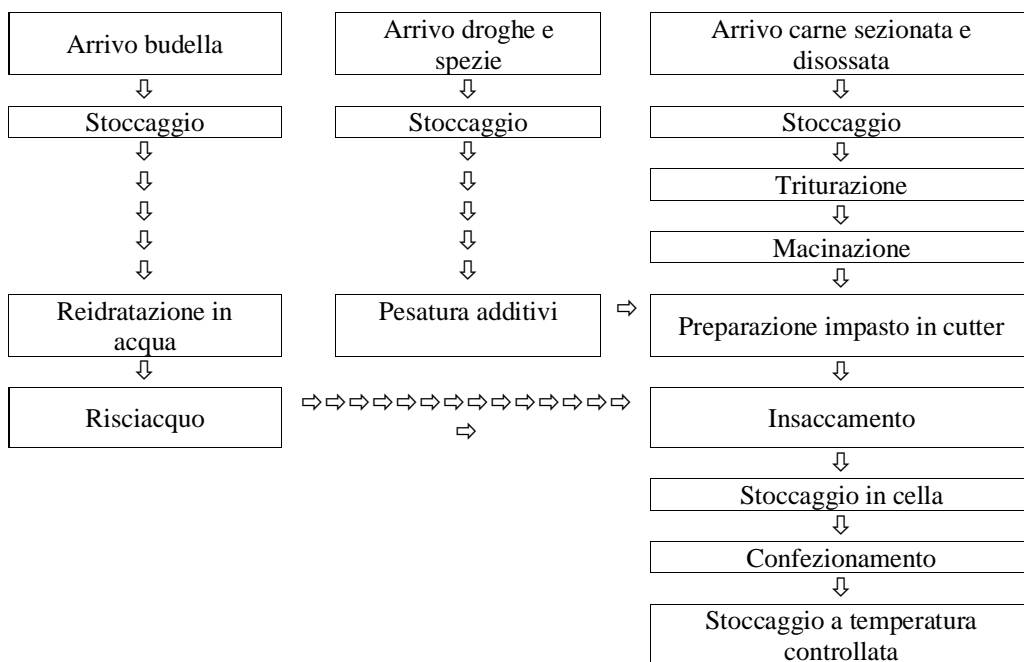 Arrivo budella
Arrivo droghe e
spezie
Arrivo carne sezionata e
disossata
Stoccaggio
Stoccaggio
Stoccaggio
Triturazione
Macinazione
Reidratazione in
acqua
Pesatura additivi
Preparazione impasto in cutter
Risciacquo
Insaccamento
Stoccaggio in cella
Confezionamento
Stoccaggio a temperatura
controllata